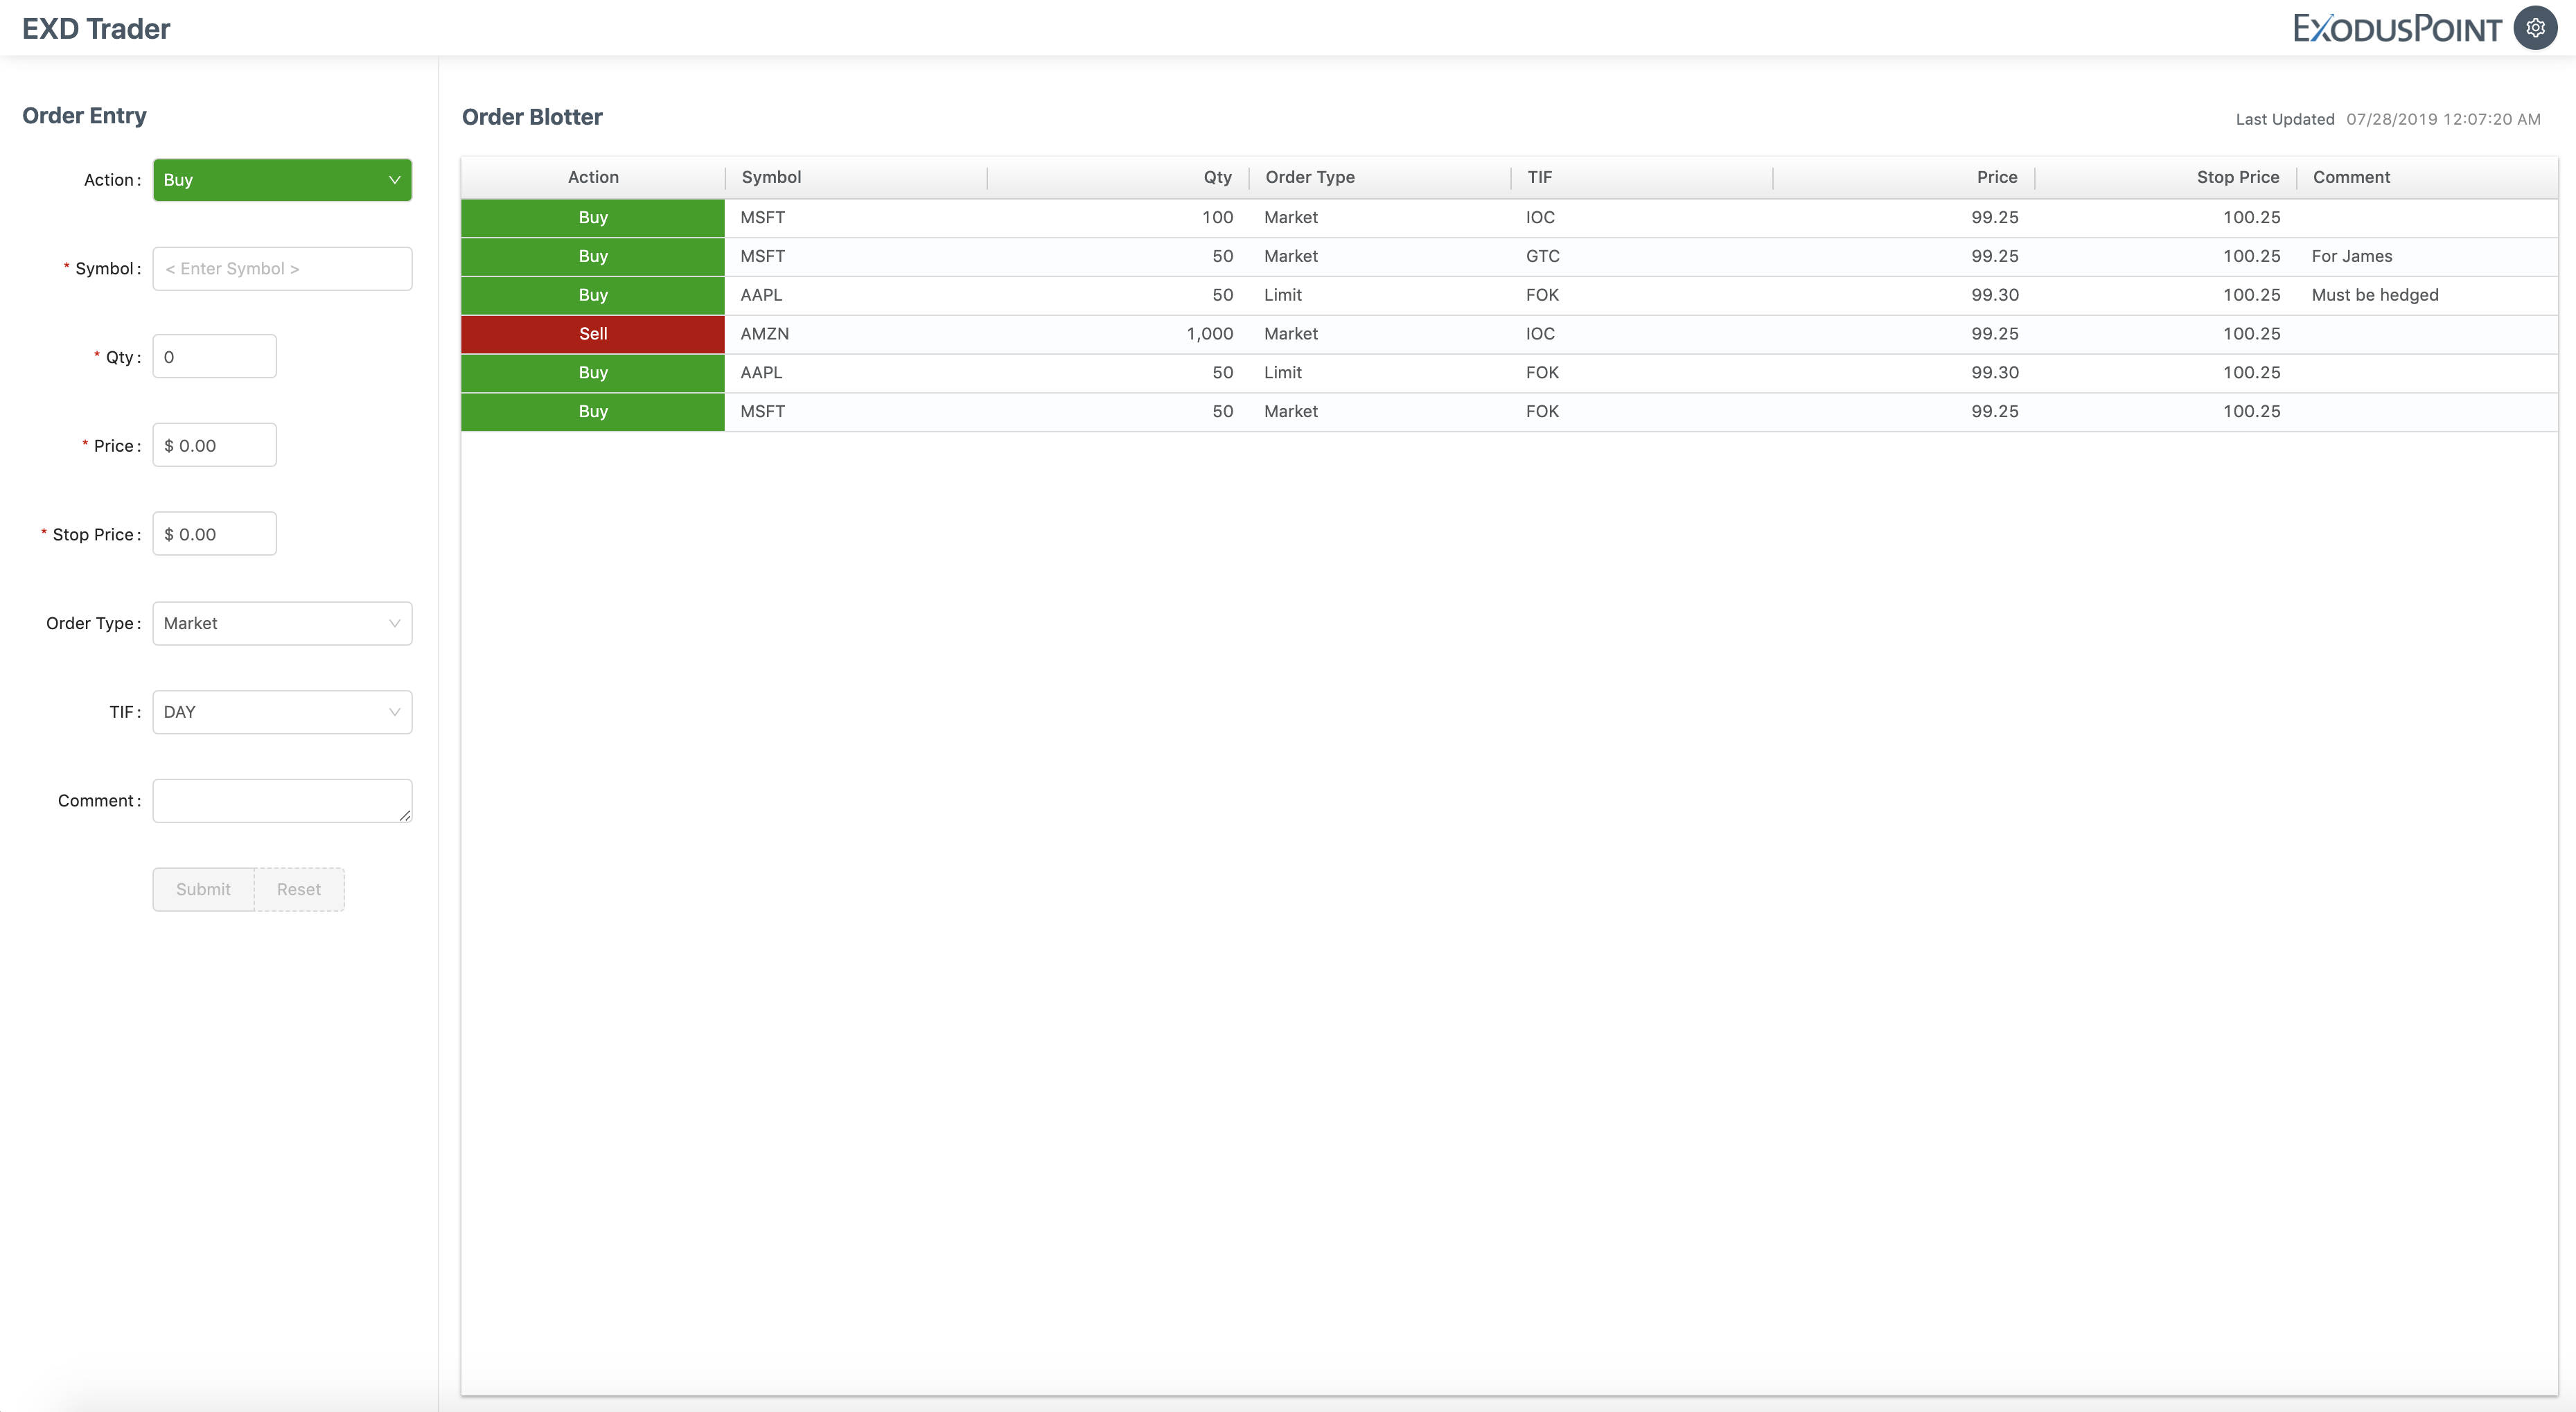 EXD Trader
EXODUSPOINT
Order Entry
Action :
Buy
* Symbol :
< Enter Symbol >
* Qty :
0
* Price :
$ 0.00
* Stop Price :
$ 0.00
Order Type :
Market
TIF :
DAY
Comment :
Submit Reset
Order Blotter
Last Updated 07/28/2019 12:07:20 AM
Action Symbol Qty Order Type TIF Price Stop Price Comment
Buy MSFT 100 Market IOC 99.25 100.25
Buy MSFT 50 Market GTC 99.25 100.25 For James
Buy AAPL 50 Limit FOK 99.30 100.25 Must be hedged
Sell AMZN 1,000 Market IOC 99.25 100.25
Buy AAPL 50 Limit FOK 99.30 100.25
Buy MSFT 50 Market FOK 99.25 100.25